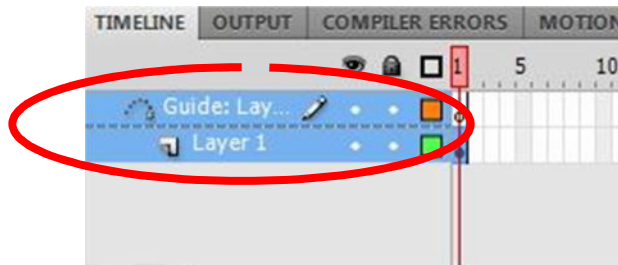 TIMELINE OUTPUT COMPILER ERRORS MOTION
1 5 10
Guide: Lay...
Layer 1